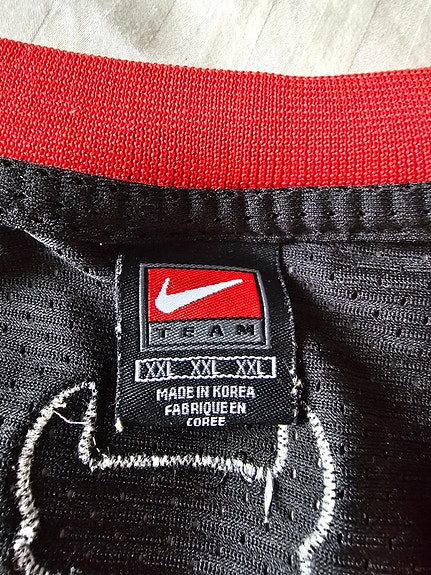 TEAM
XXL XXL XXL
MADE IN KOREA
FABRIQUE EN
COREE